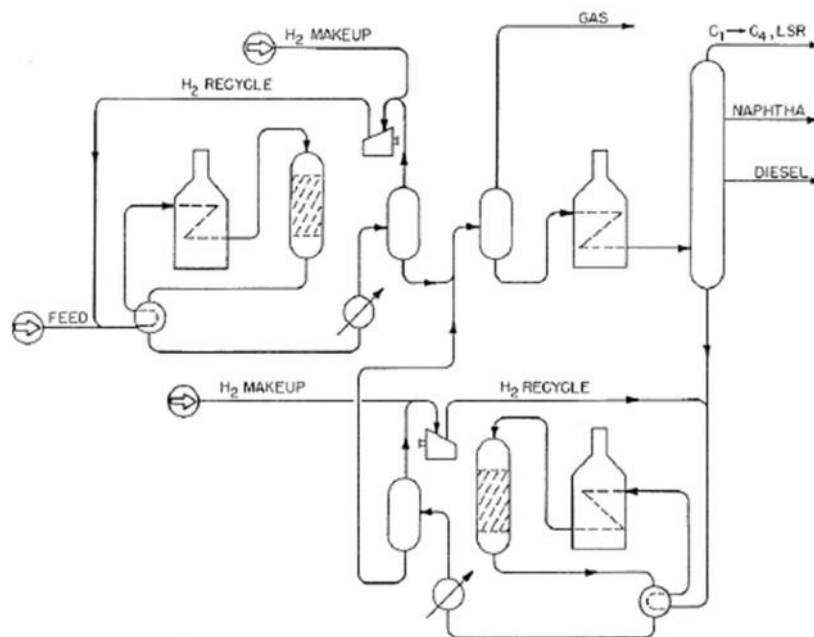 GAS
C₁→C₄, LSR
H₂ MAKEUP
H₂ RECYCLE
NAPHTHA
DIESEL
FEED
H₂ MAKEUP
H₂ RECYCLE